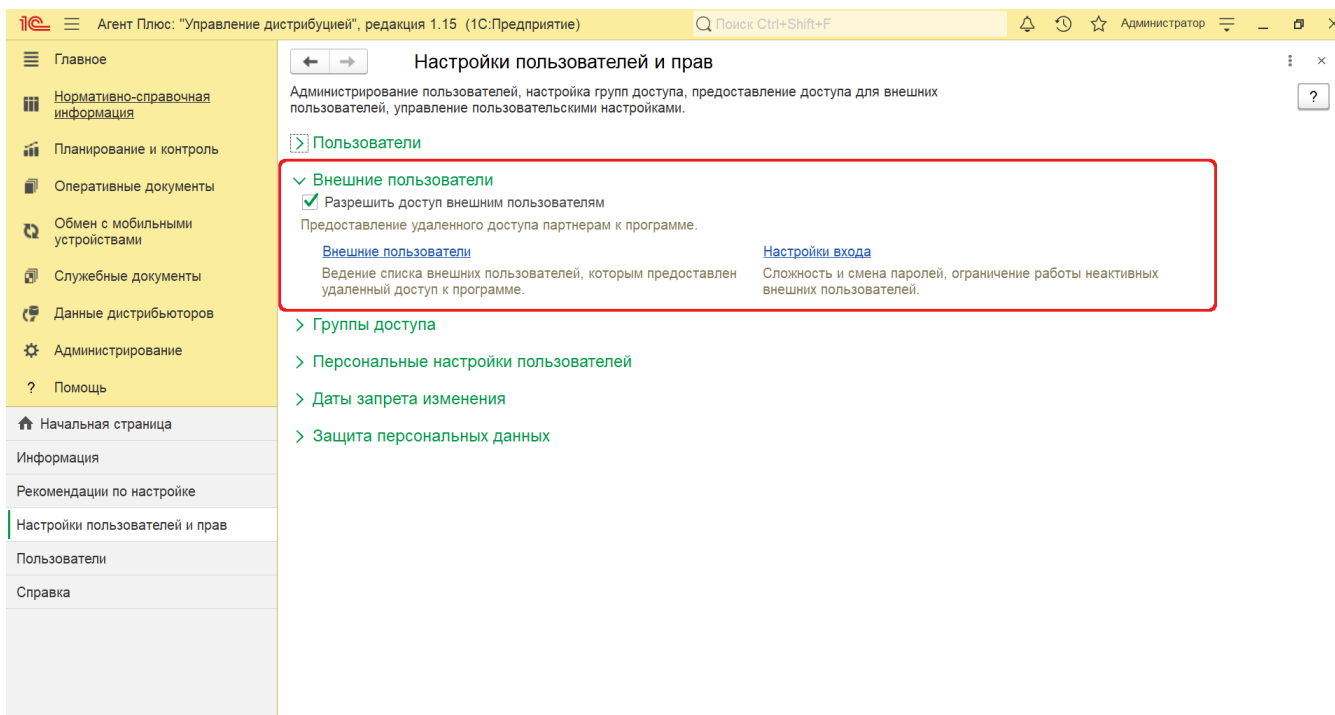 1С Агент Плюс: "Управление дистрибуцией", редакция 1.15 (1С:Предприятие)
Поиск Ctrl+Shift+F
Администратор
Главное
Нормативно-справочная
информация
Планирование и контроль
Оперативные документы
Обмен с мобильными
устройствами
Служебные документы
Данные дистрибьюторов
Администрирование
? Помощь
Начальная страница
Информация
Рекомендации по настройке
Настройки пользователей и прав
Пользователи
Справка
Настройки пользователей и прав
Администрирование пользователей, настройка групп доступа, предоставление доступа для внешних
пользователей, управление пользовательскими настройками.
?
Пользователи
Внешние пользователи
Разрешить доступ внешним пользователям
Предоставление удаленного доступа партнерам к программе.
Внешние пользователи
Ведение списка внешних пользователей, которым предоставлен
удаленный доступ к программе.
Настройки входа
Сложность и смена паролей, ограничение работы неактивных
внешних пользователей.
Группы доступа
Персональные настройки пользователей
Даты запрета изменения
Защита персональных данных